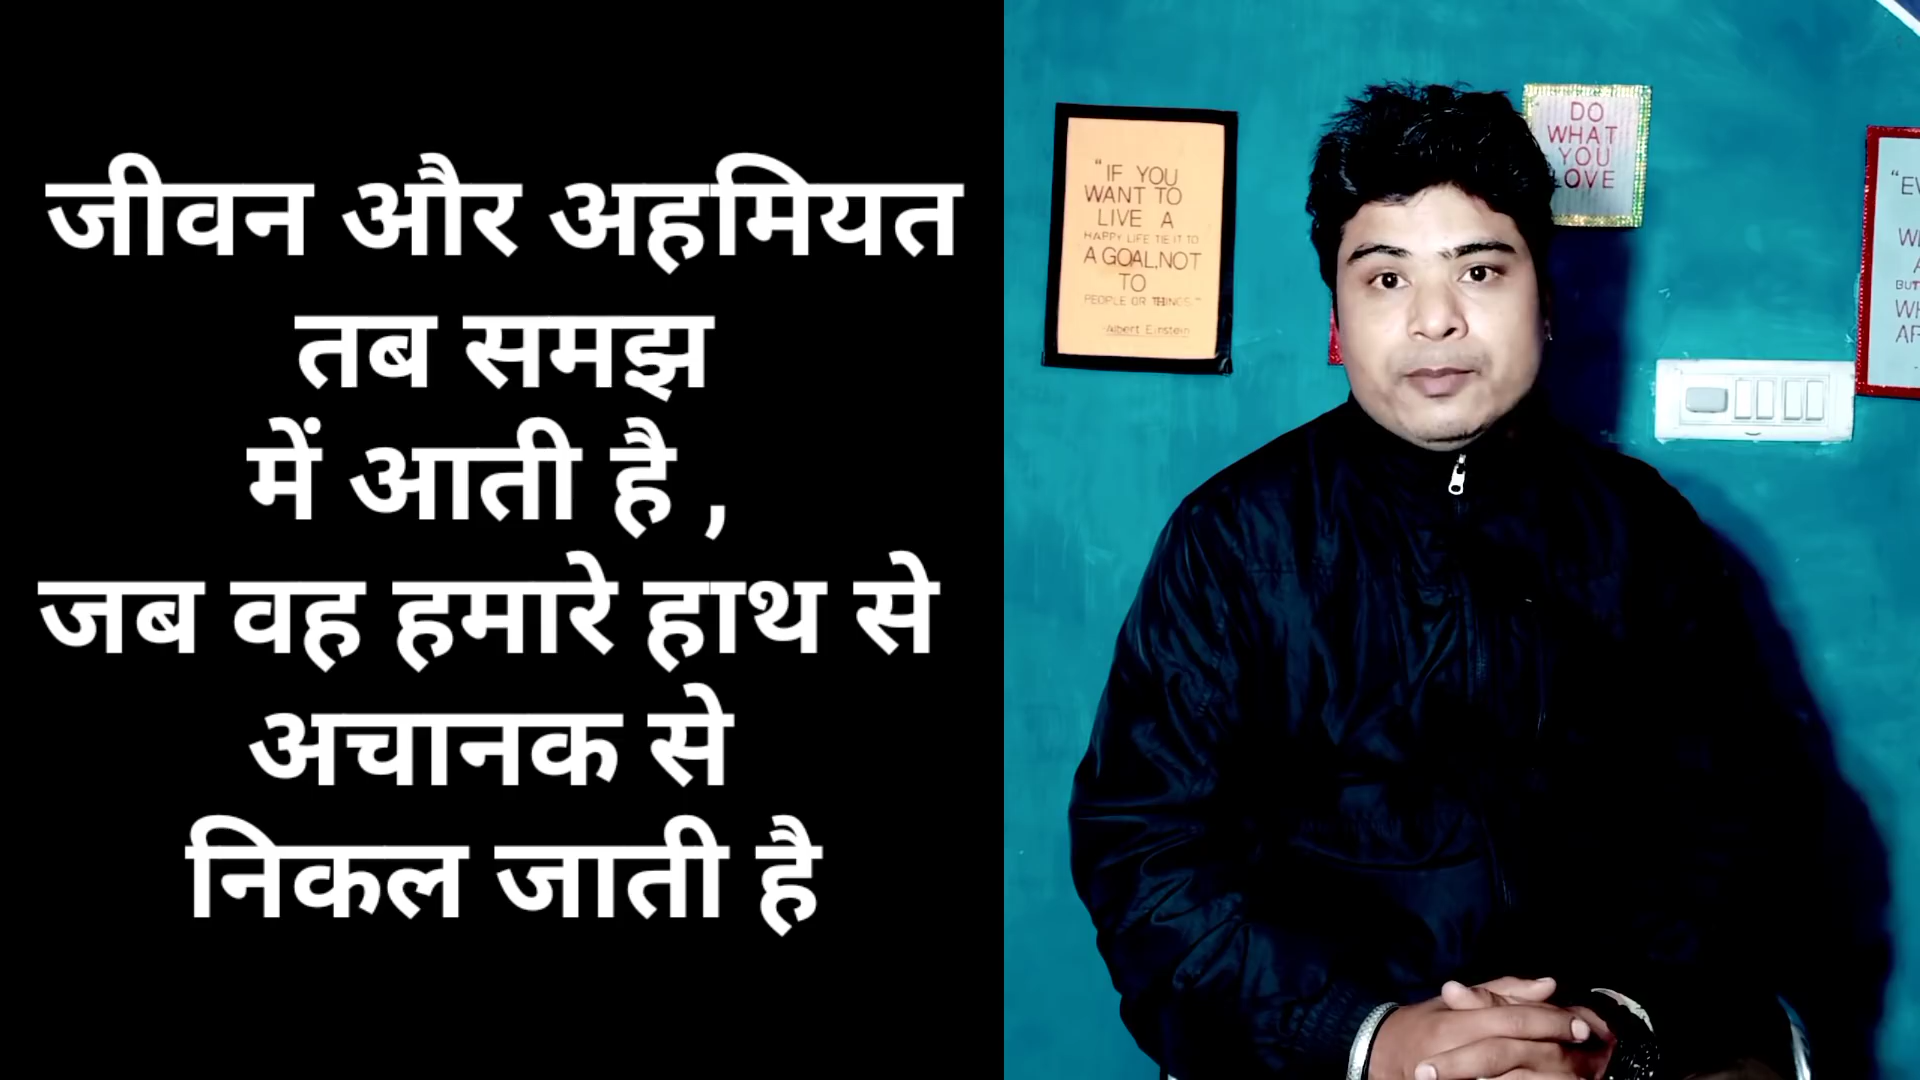 जीवन और अहमियत
तब समझ
में आती है ,
जब वह हमारे हाथ से
अचानक से
निकल जाती है
“IF YOU
WANT TO
LIVE A
HAPPY LIFE TIE IT TO
A GOAL,NOT
TO
PEOPLE OR THINGS.”
-Albert Einstein
DO
WHAT
YOU
LOVE